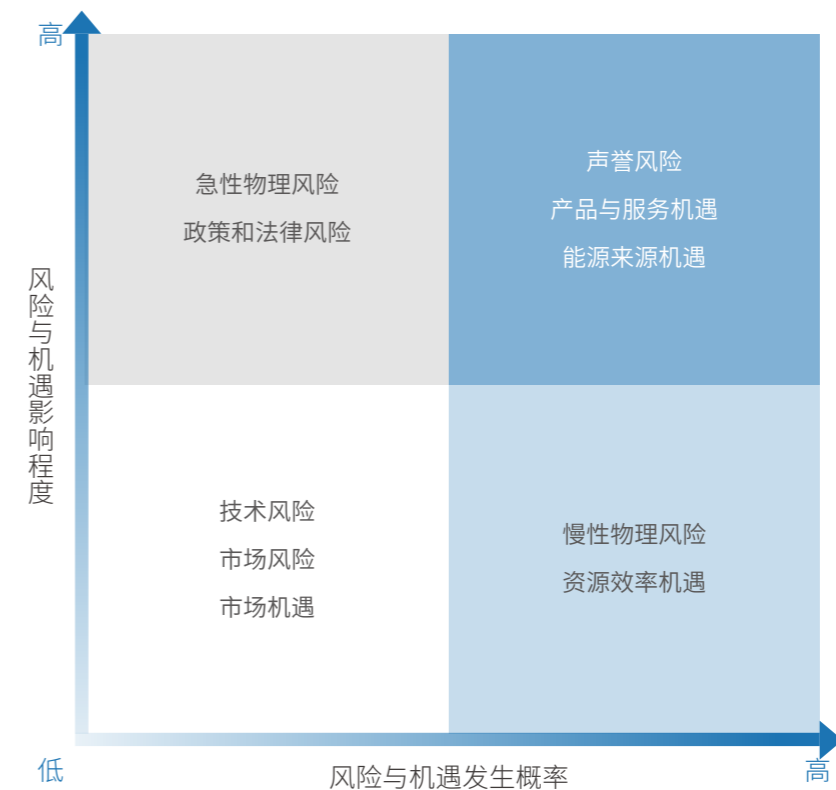 高
急性物理风险
政策和法律风险
声誉风险
产品与服务机遇
能源来源机遇
风险与机遇影响程度
技术风险
市场风险
市场机遇
慢性物理风险
资源效率机遇
低
风险与机遇发生概率
高